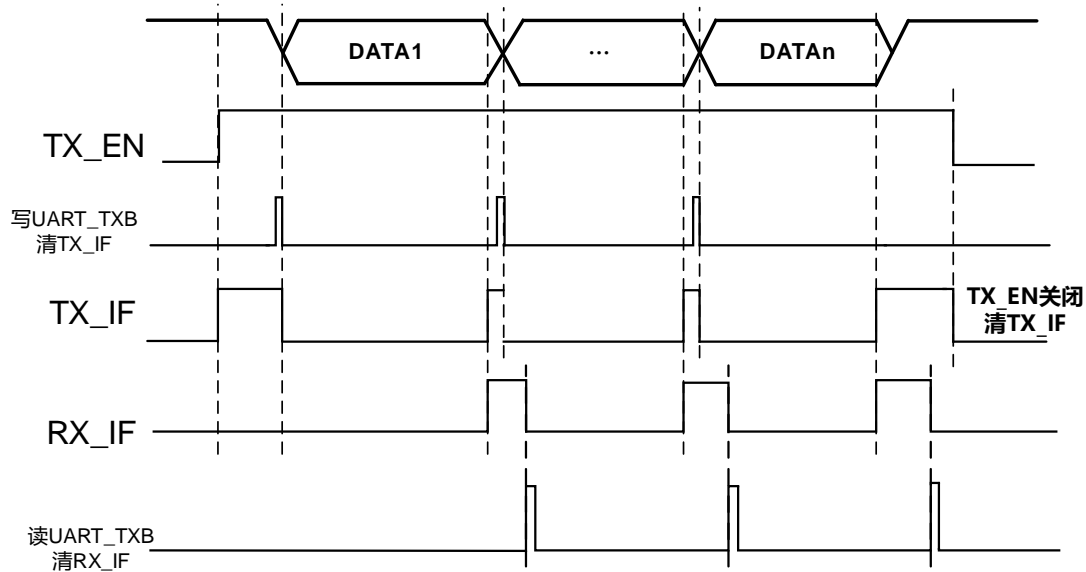 DATA1
...
DATAn
TX_EN
写UART_TXB
清TX_IF
TX_IF
TX_EN关闭
清TX_IF
RX_IF
读UART_TXB
清RX_IF